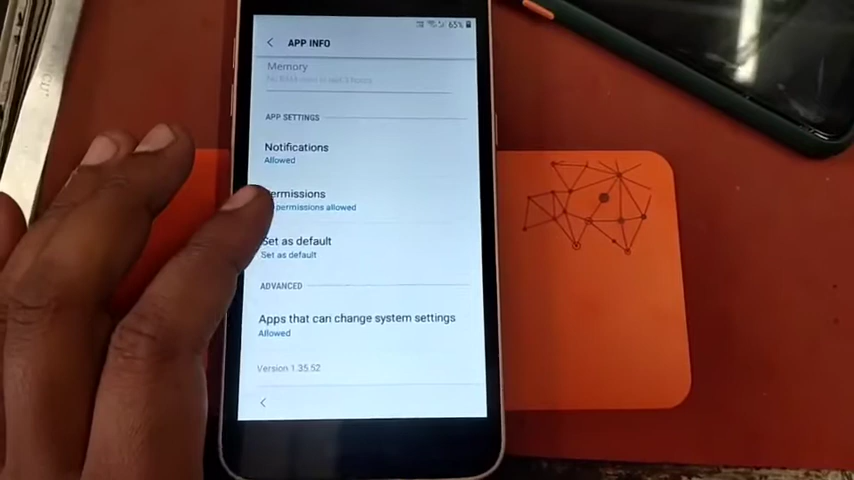 65%
APP INFO
Memory
APP SETTINGS
Notifications
Allowed
ermissions
permissions allowed
Set as default
Set as default
ADVANCED
Apps that can change system settings
Allowed
Version 1.35.52